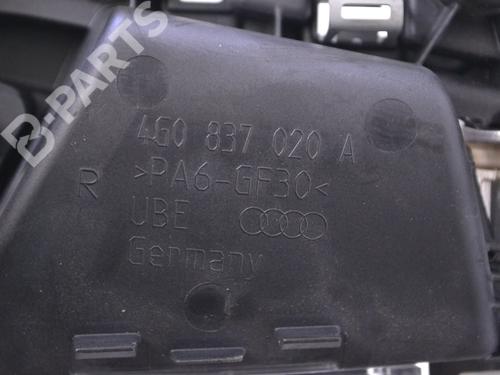 B-PARTS
4G0 837 020 A
R >PA6-GF30<
UBE
Germany